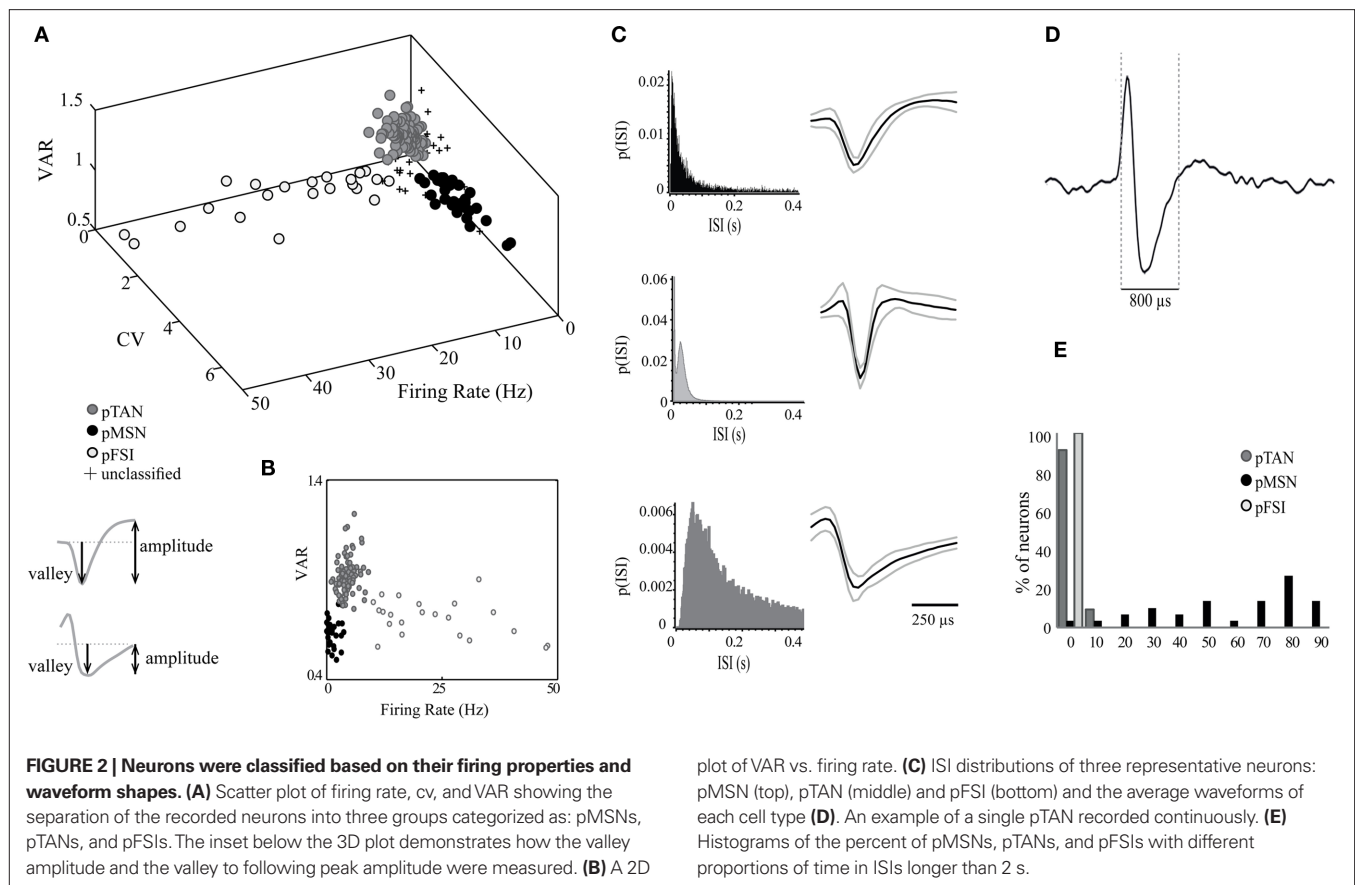 A
1.5
1
0.5
VAR
0
2
4
6
CV
50
40
30
20
10
0
Firing Rate (Hz)
pTAN
pMSN
pFSI
+ unclassified
valley
amplitude
valley
amplitude
B
1.4
VAR
0.4
0
25
50
Firing Rate (Hz)
C
0.02
0.01
0
p(ISI)
0
0.2
0.4
ISI (s)
0.06
0.04
0.02
0
p(ISI)
0
0.2
0.4
ISI (s)
0.006
0.004
0.002
0
p(ISI)
0
0.2
0.4
ISI (s)
250 µs
D
800 µs
E
100
80
60
40
20
0
% of neurons
pTAN
pMSN
pFSI
0 10 20 30 40 50 60 70 80 90
FIGURE 2 | Neurons were classified based on their firing properties and
waveform shapes. (A) Scatter plot of firing rate, cv, and VAR showing the
separation of the recorded neurons into three groups categorized as: pMSNs,
pTANs, and pFSIs. The inset below the 3D plot demonstrates how the valley
amplitude and the valley to following peak amplitude were measured. (B) A 2D
plot of VAR vs. firing rate. (C) ISI distributions of three representative neurons:
pMSN (top), pTAN (middle) and pFSI (bottom) and the average waveforms of
each cell type (D). An example of a single pTAN recorded continuously. (E)
Histograms of the percent of pMSNs, pTANs, and pFSIs with different
proportions of time in ISIs longer than 2 s.